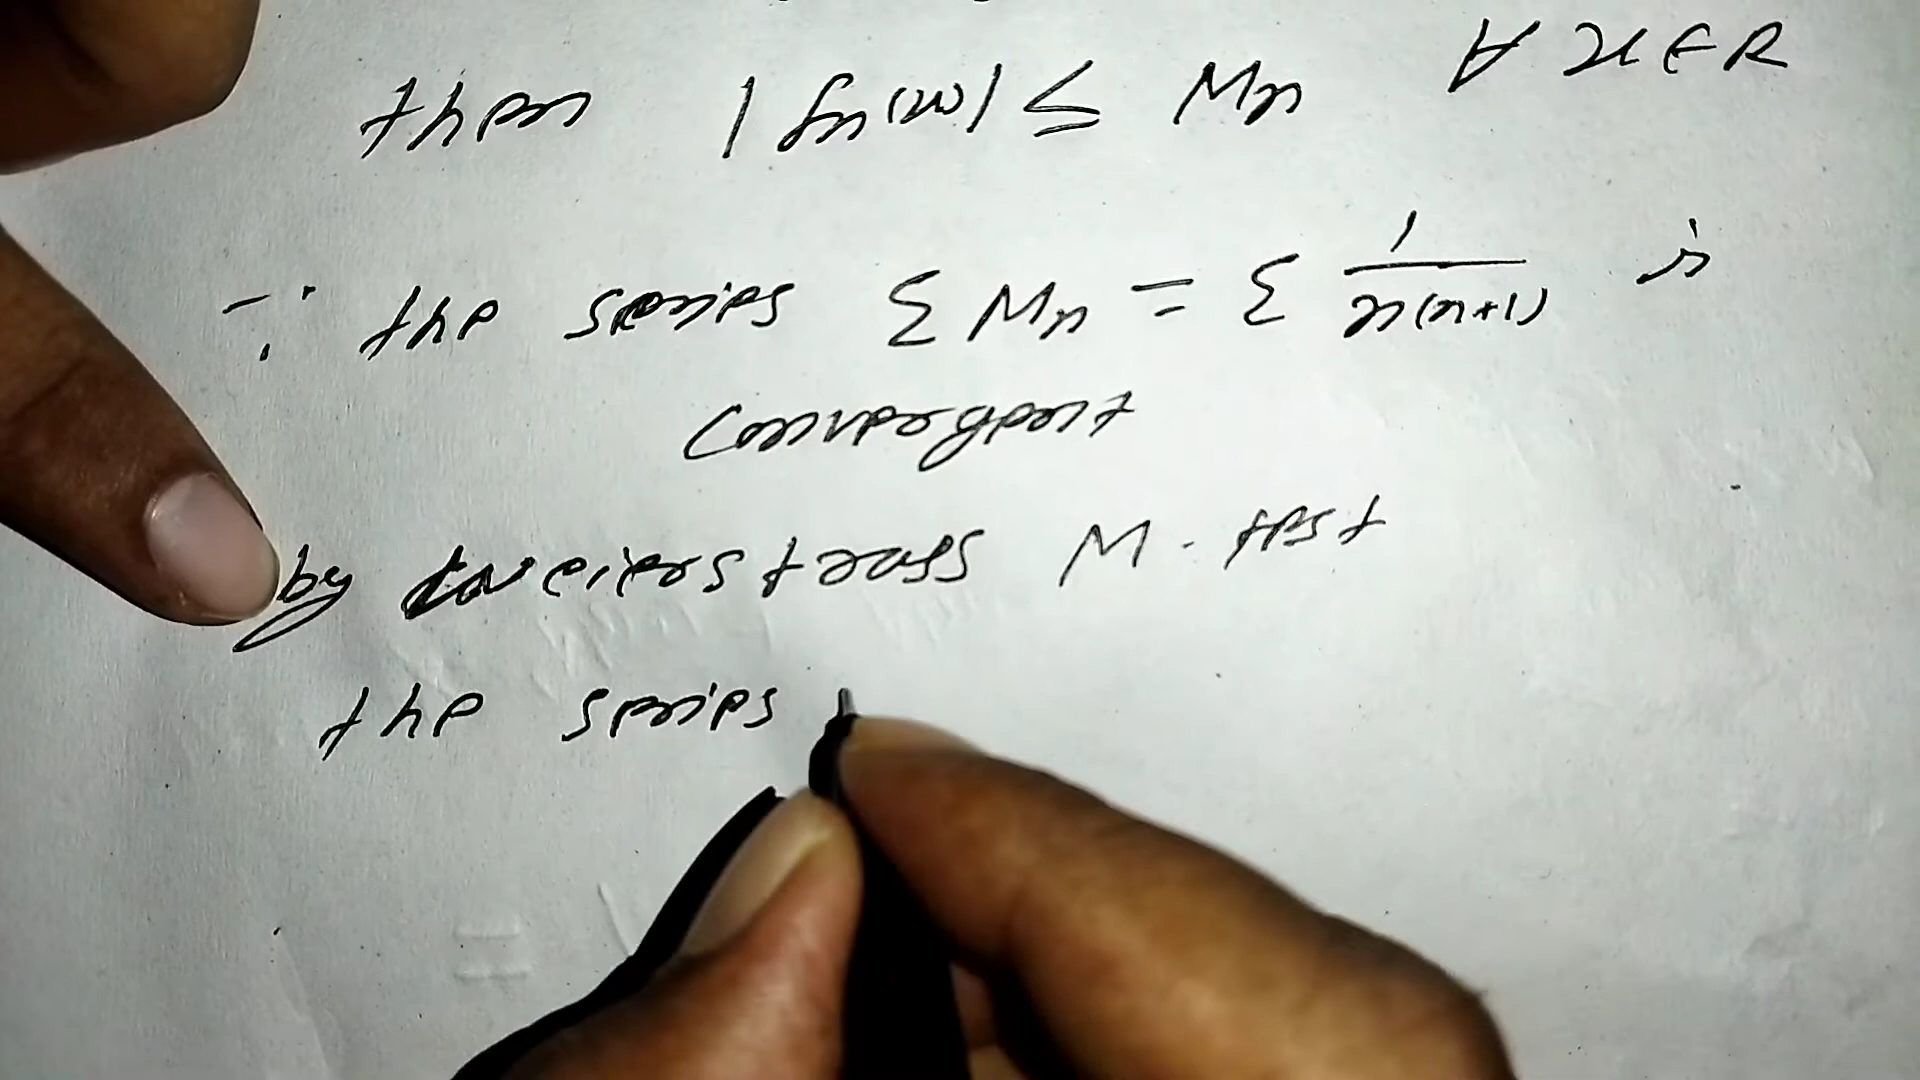 then |fn(x)| ≤ Mn ∀ x ∈ R
∵ the series Σ Mn = Σ 1/n(n+1) is
convergent
by weierstrass M-test
the series